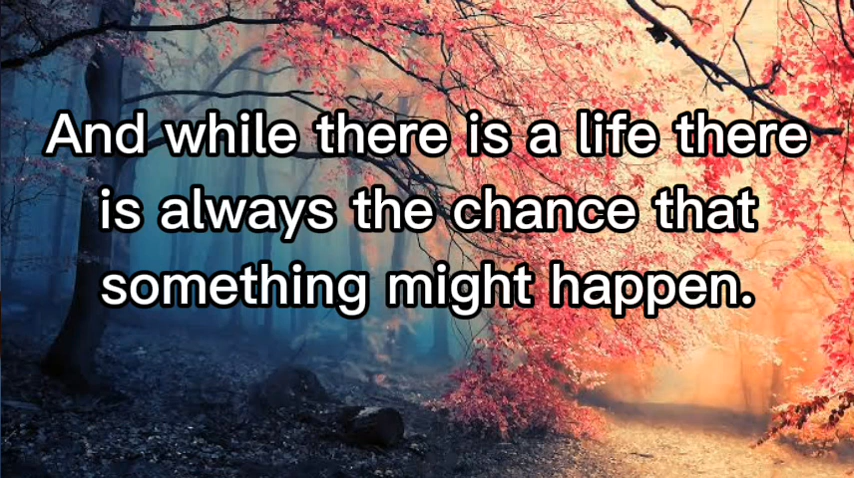 And while there is a life there
is always the chance that
something might happen.